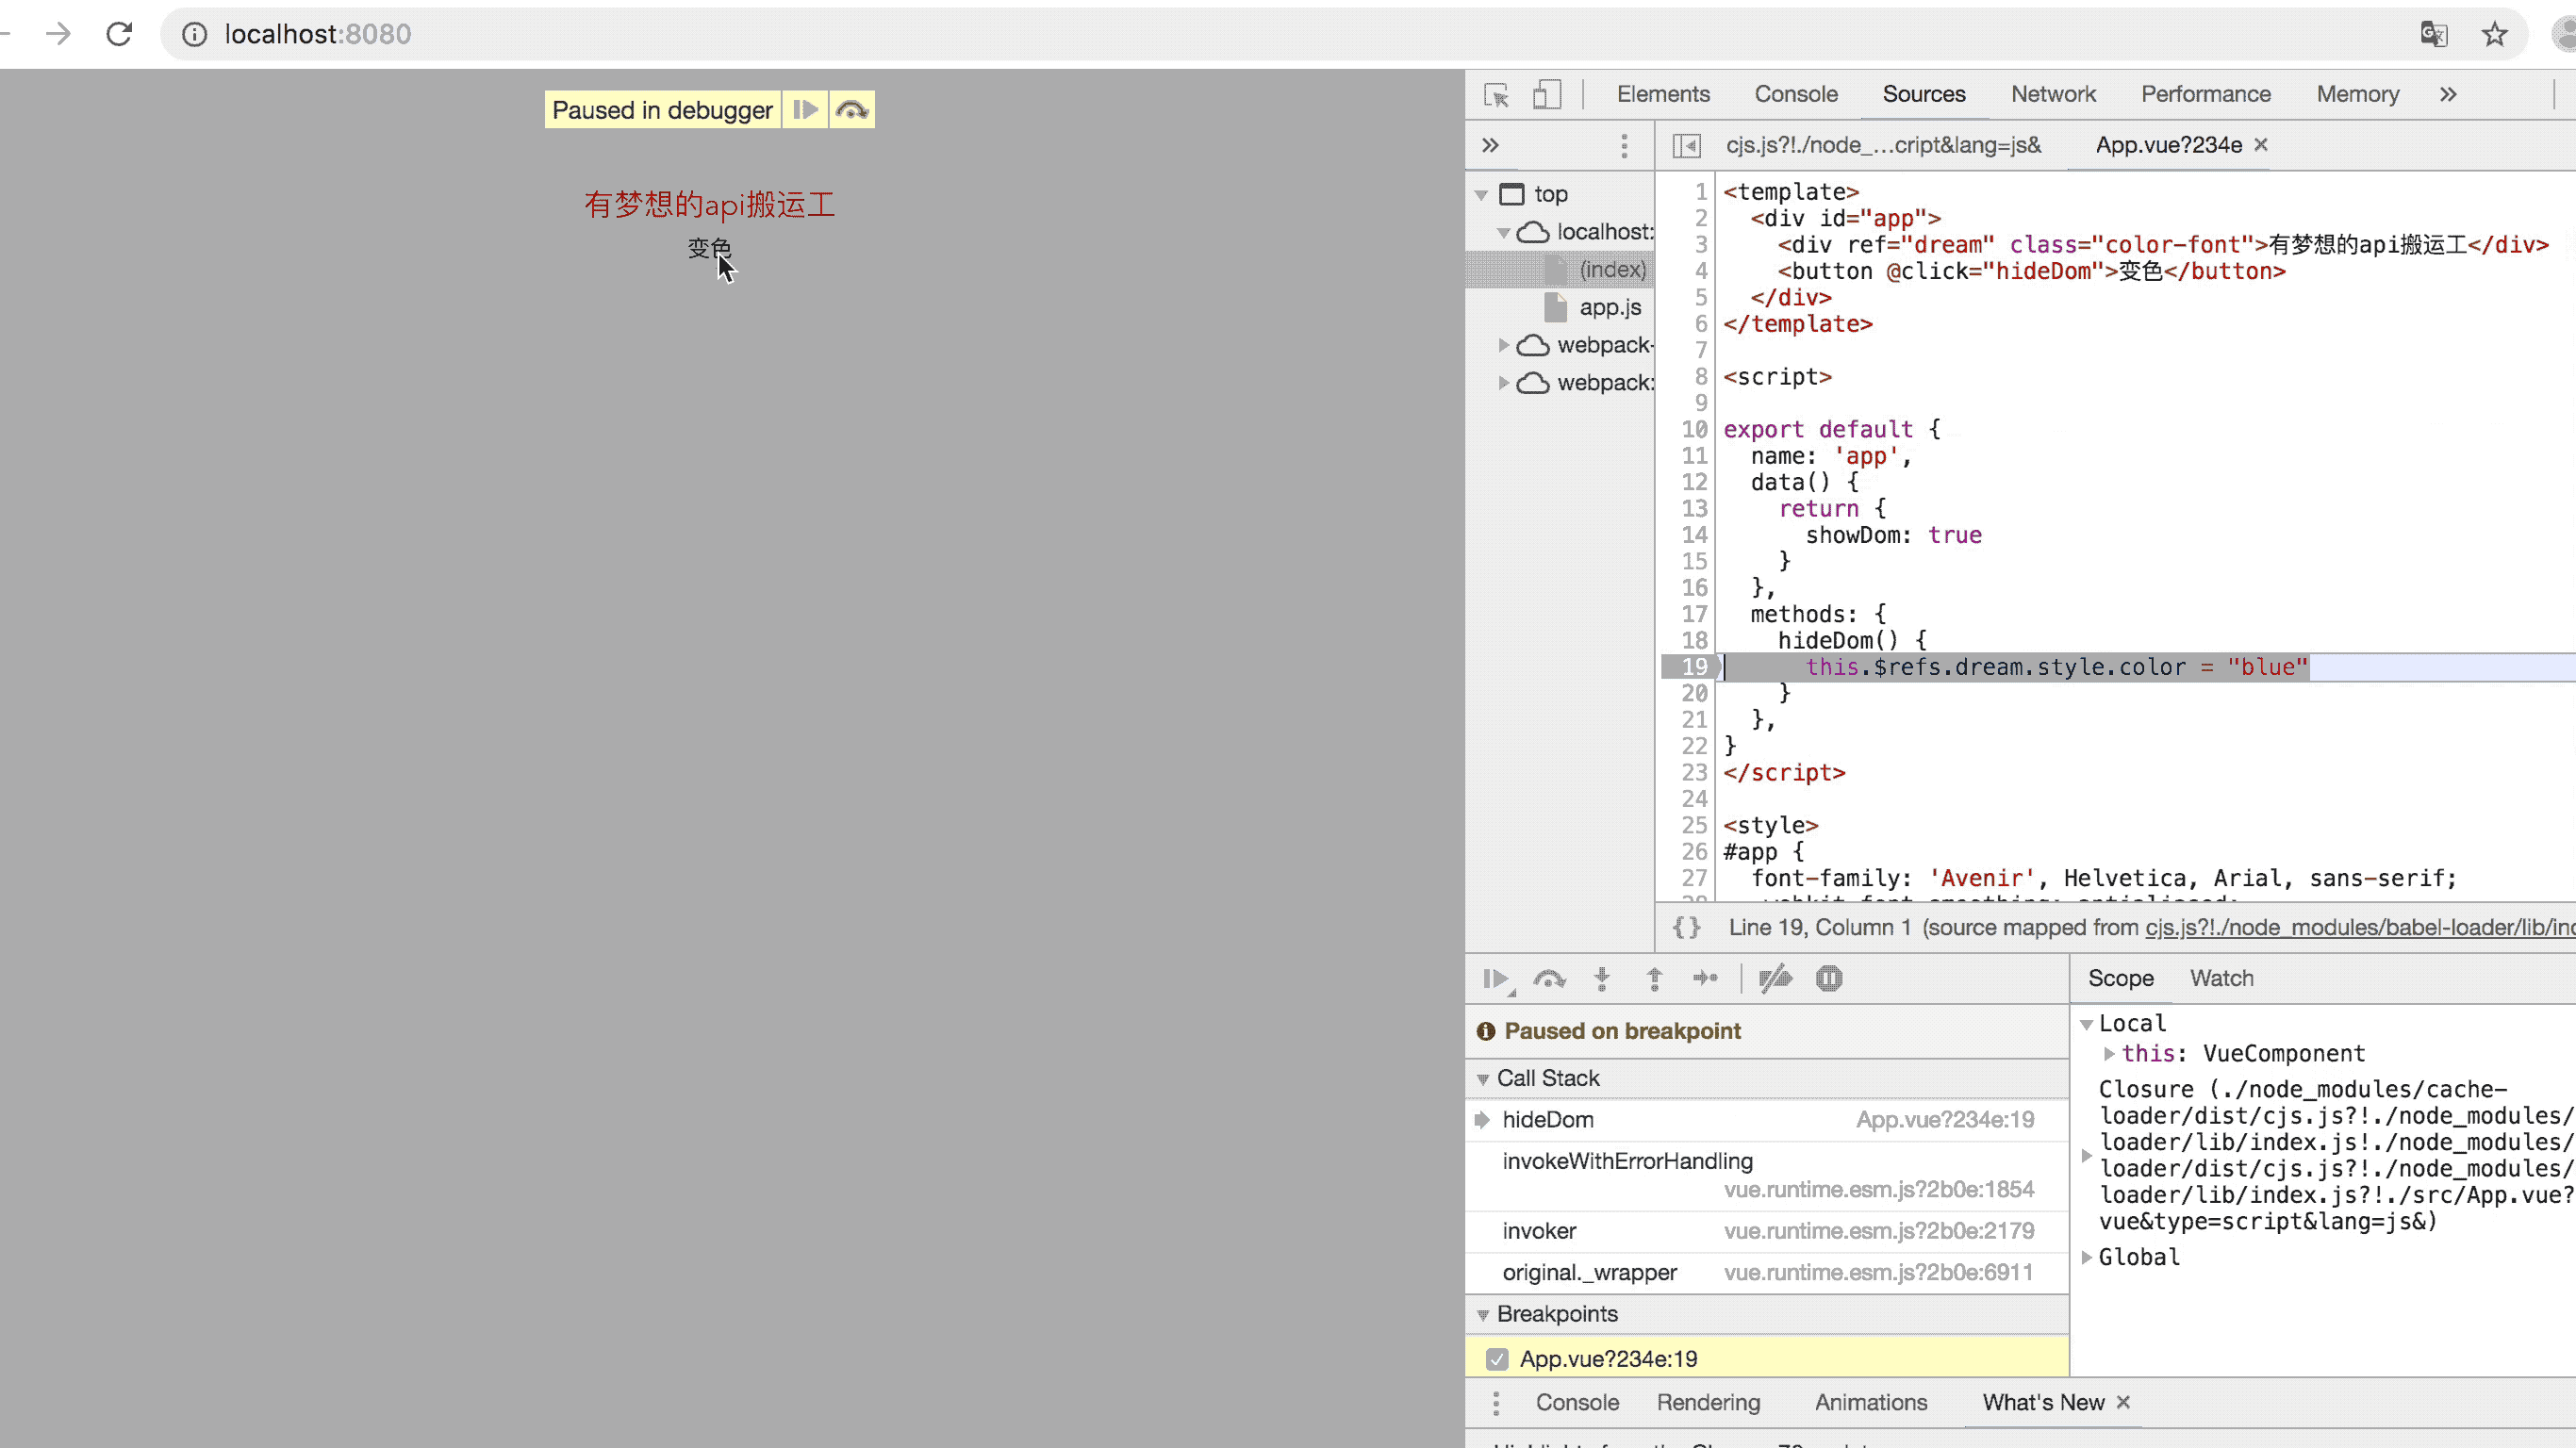 localhost:8080
Paused in debugger
有梦想的api搬运工
变色
Elements Console Sources Network Performance Memory
cjs.js?!./node_...cript&lang=js& App.vue?234e
top
localhost:
(index)
app.js
webpack-
webpack:
1 <template>
2 <div id="app">
3 <div ref="dream" class="color-font">有梦想的api搬运工</div>
4 <button @click="hideDom">变色</button>
5 </div>
6 </template>
7
8 <script>
9
10 export default {
11 name: 'app',
12 data() {
13 return {
14 showDom: true
15 }
16 },
17 methods: {
18 hideDom() {
19 this.$refs.dream.style.color = "blue"
20 }
21 },
22 }
23 </script>
24
25 <style>
26 #app {
27 font-family: 'Avenir', Helvetica, Arial, sans-serif;
{} Line 19, Column 1 (source mapped from cjs.js?!./node_modules/babel-loader/lib/in
Paused on breakpoint
Call Stack
hideDom App.vue?234e:19
invokeWithErrorHandling
vue.runtime.esm.js?2b0e:1854
invoker vue.runtime.esm.js?2b0e:2179
original._wrapper vue.runtime.esm.js?2b0e:6911
Breakpoints
App.vue?234e:19
Scope Watch
Local
this: VueComponent
Closure (./node_modules/cache-
loader/dist/cjs.js?!./node_modules/
loader/lib/index.js!./node_modules/
loader/dist/cjs.js?!./node_modules/
loader/lib/index.js?!./src/App.vue?
vue&type=script&lang=js&)
Global
Console Rendering Animations What's New